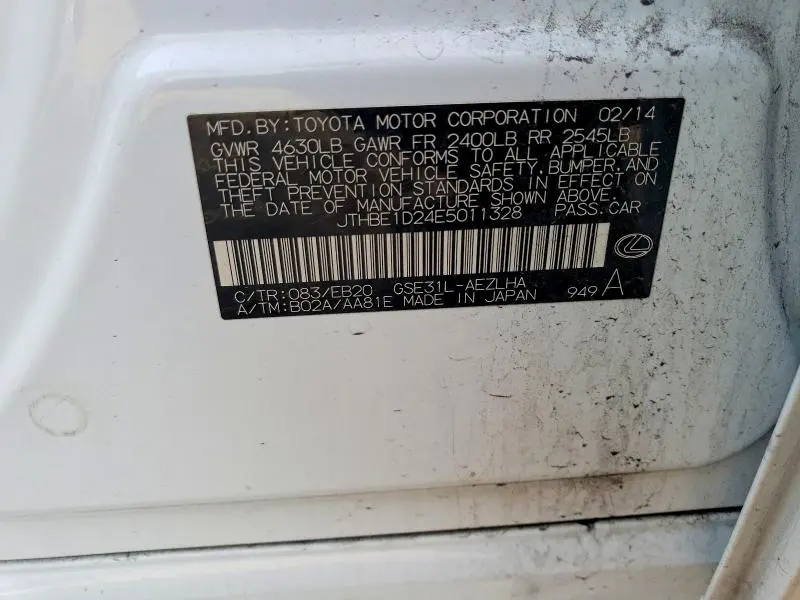 MFD. BY: TOYOTA MOTOR CORPORATION 02/14
GVWR 4630LB GAWR FR 2400LB RR 2545LB
THIS VEHICLE CONFORMS TO ALL APPLICABLE
FEDERAL MOTOR VEHICLE SAFETY, BUMPER, AND
THEFT PREVENTION STANDARDS IN EFFECT ON
THE DATE OF MANUFACTURE SHOWN ABOVE.
JTHBE1D24E5011328 PASS. CAR
C/TR: 083/EB20 GSE31L-AEZLHA
A/TM: B02A/AA81E MADE IN JAPAN 949 A